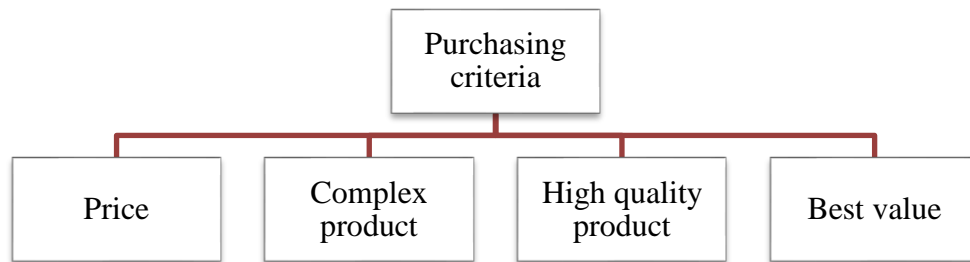 Purchasing
criteria
Price
Complex
product
High quality
product
Best value